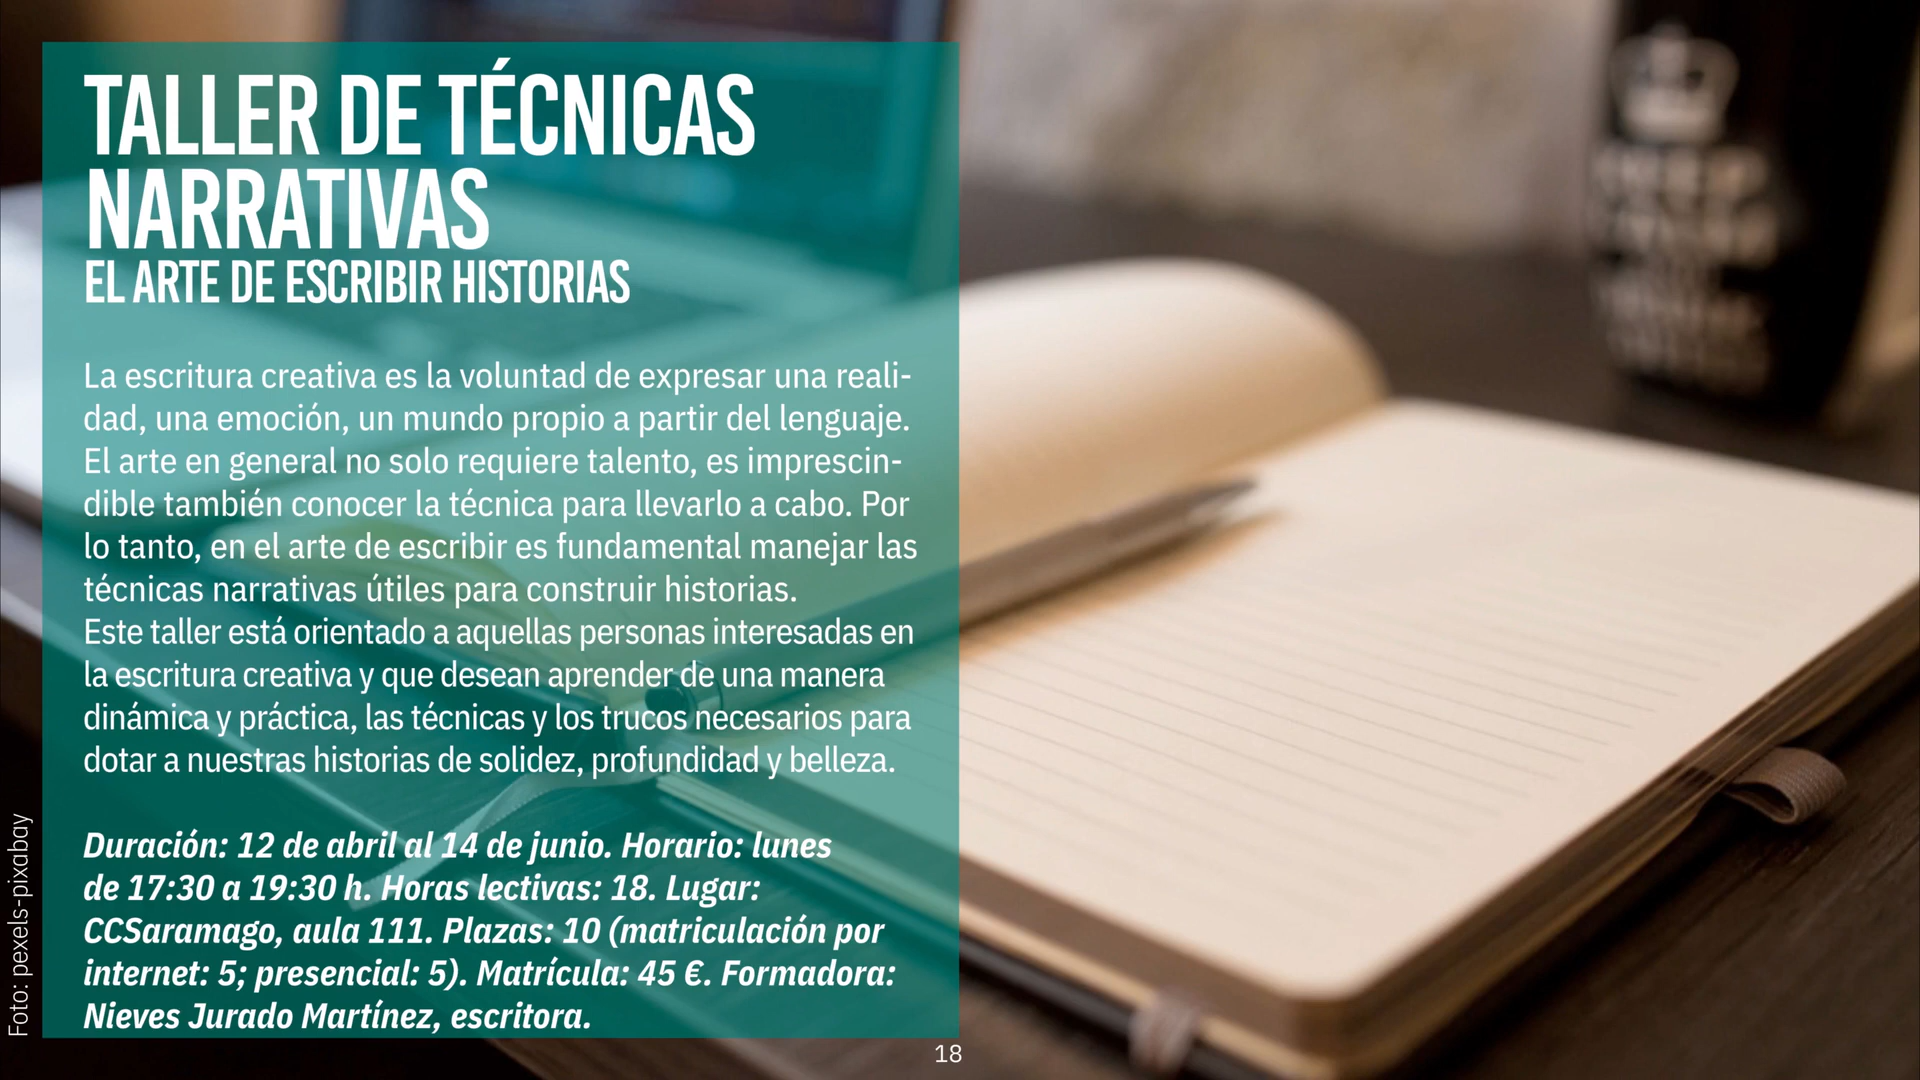 TALLER DE TÉCNICAS
NARRATIVAS
EL ARTE DE ESCRIBIR HISTORIAS
La escritura creativa es la voluntad de expresar una reali-
dad, una emoción, un mundo propio a partir del lenguaje.
El arte en general no solo requiere talento, es imprescin-
dible también conocer la técnica para llevarlo a cabo. Por
lo tanto, en el arte de escribir es fundamental manejar las
técnicas narrativas útiles para construir historias.
Este taller está orientado a aquellas personas interesadas en
la escritura creativa y que desean aprender de una manera
dinámica y práctica, las técnicas y los trucos necesarios para
dotar a nuestras historias de solidez, profundidad y belleza.
Duración: 12 de abril al 14 de junio. Horario: lunes
de 17:30 a 19:30 h. Horas lectivas: 18. Lugar:
CCSaramago, aula 111. Plazas: 10 (matriculación por
internet: 5; presencial: 5). Matrícula: 45 €. Formadora:
Nieves Jurado Martínez, escritora.
Foto: pexels-pixabay
18